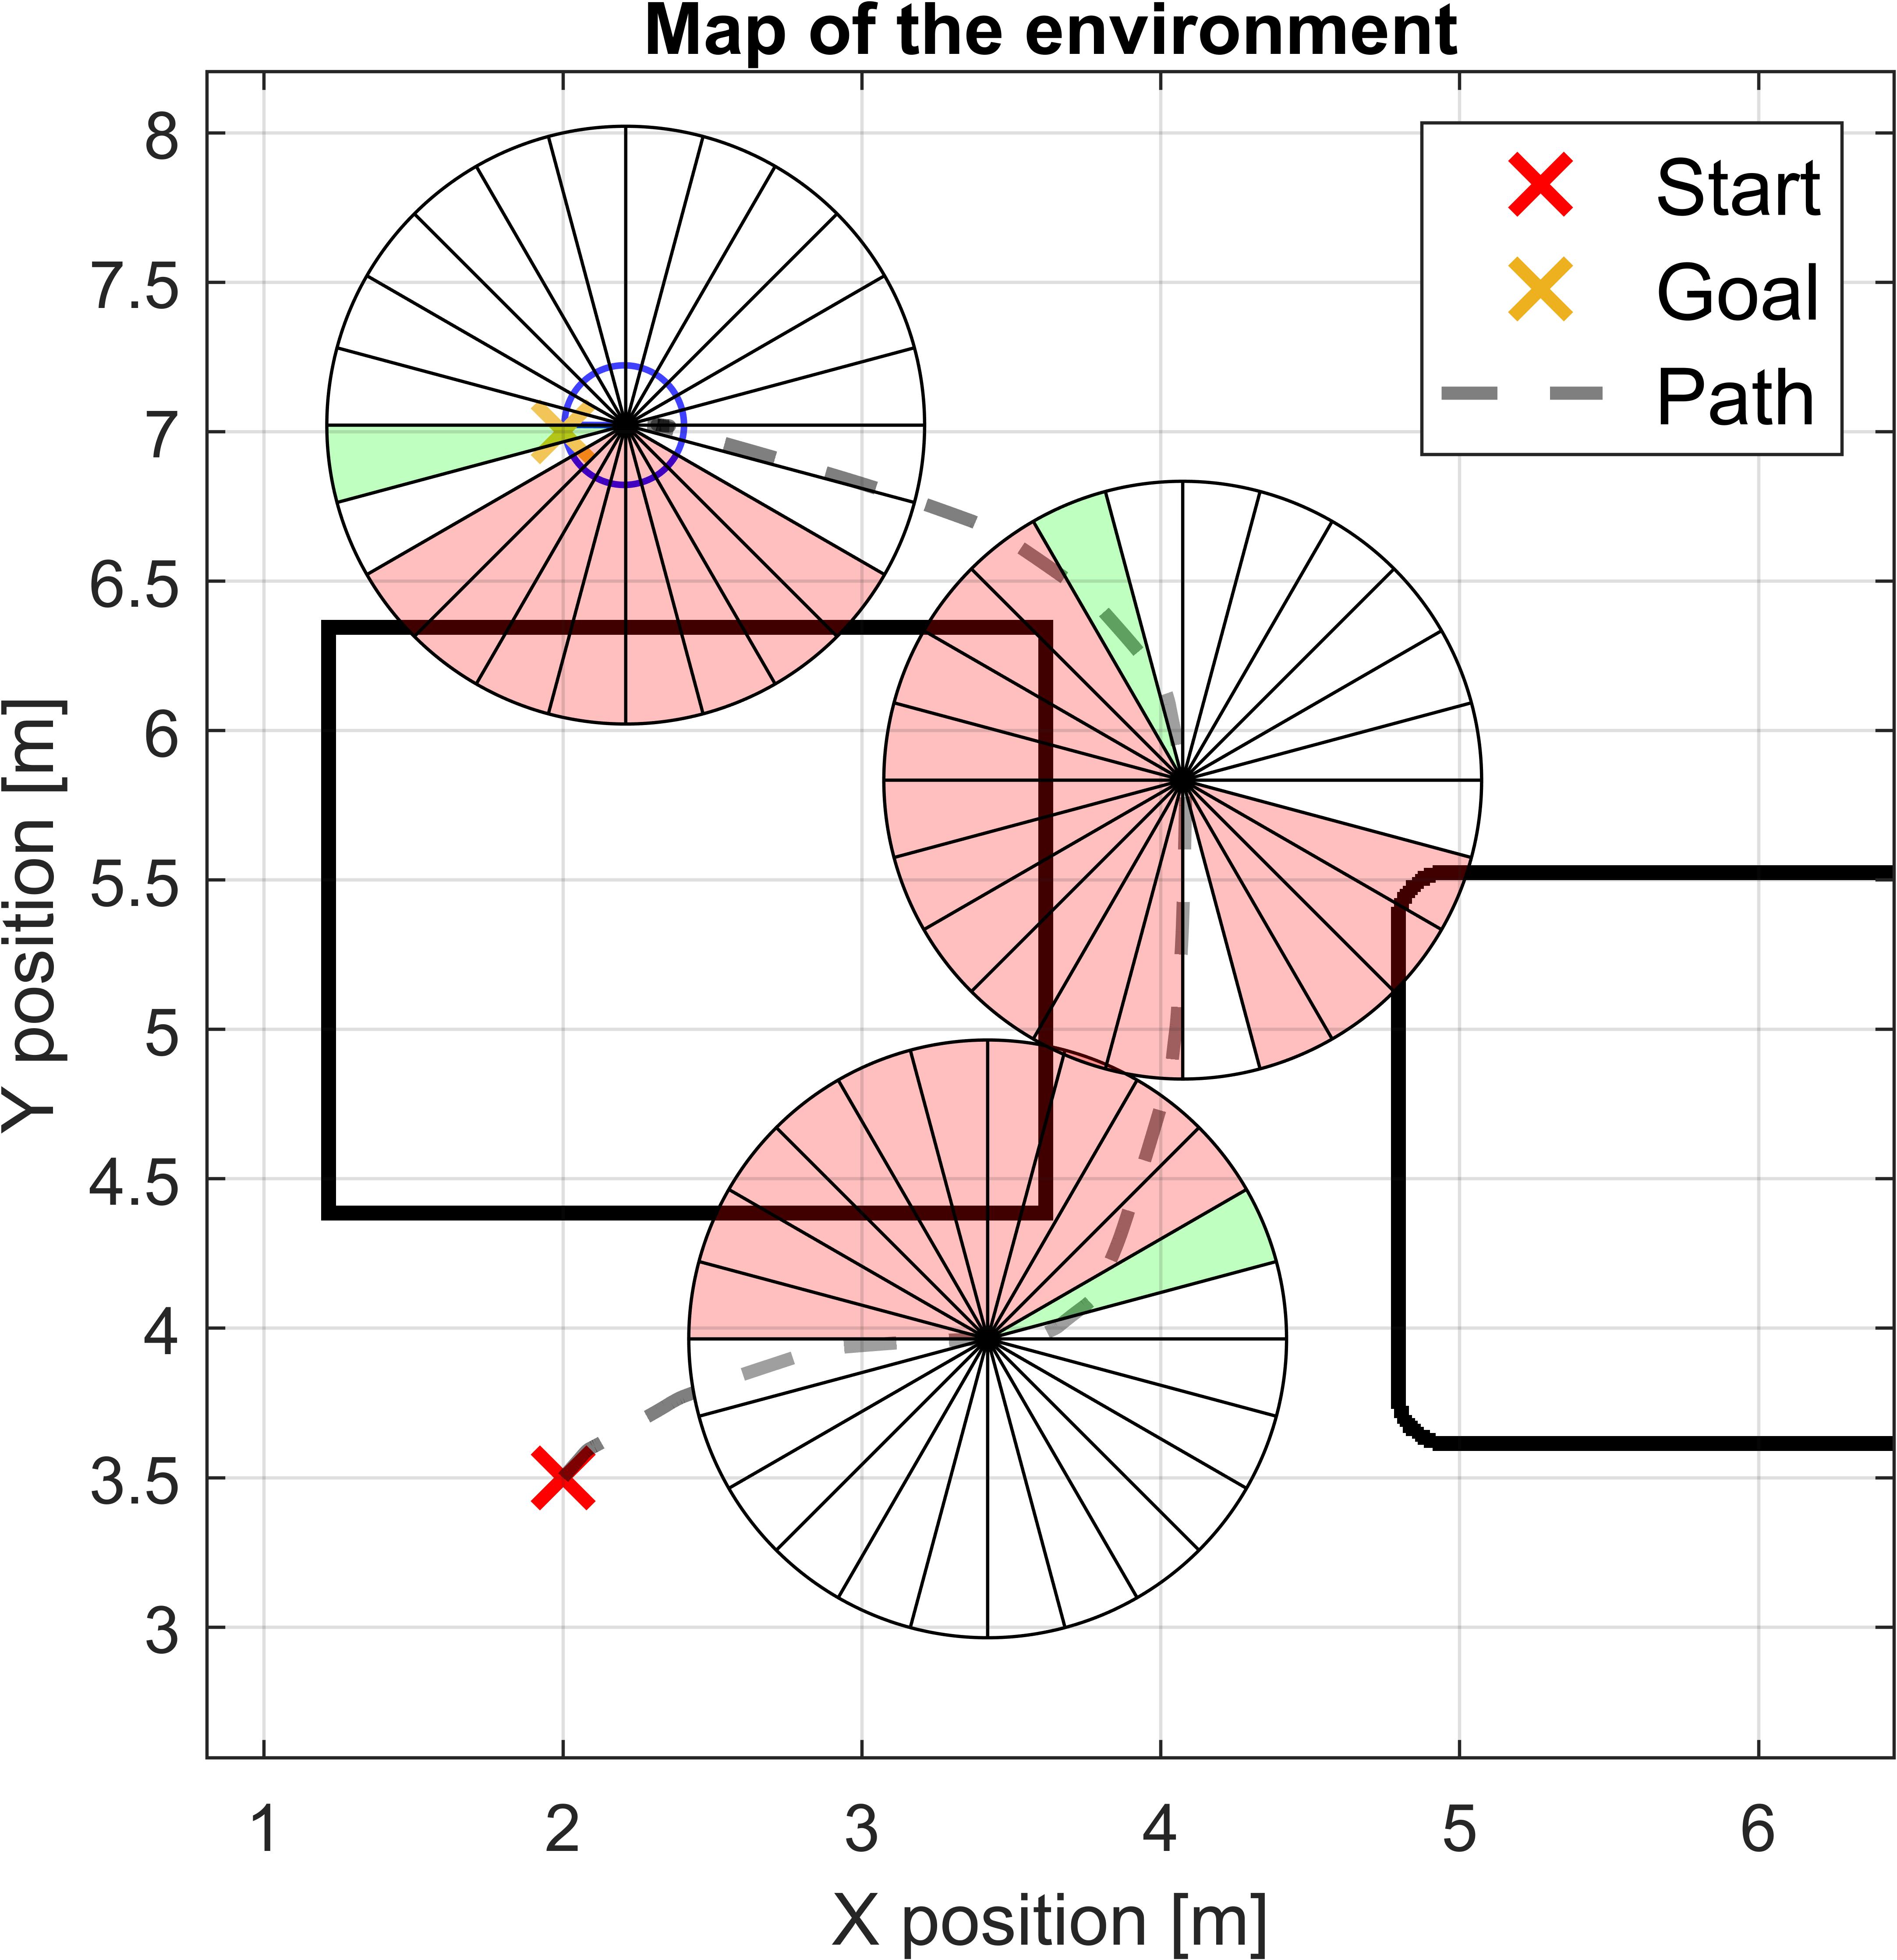 Map of the environment
Start
Goal
Path
8
7.5
7
6.5
6
5.5
5
4.5
4
3.5
3
Y position [m]
1 2 3 4 5 6
X position [m]